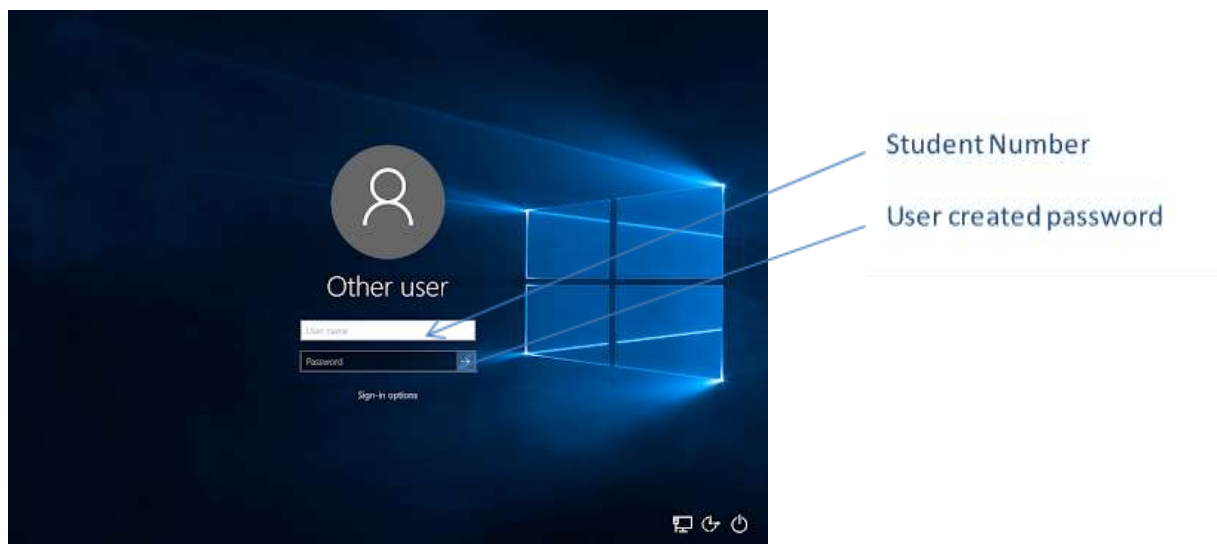 Student Number
User created password
Other user
User name
Password
Sign-in options